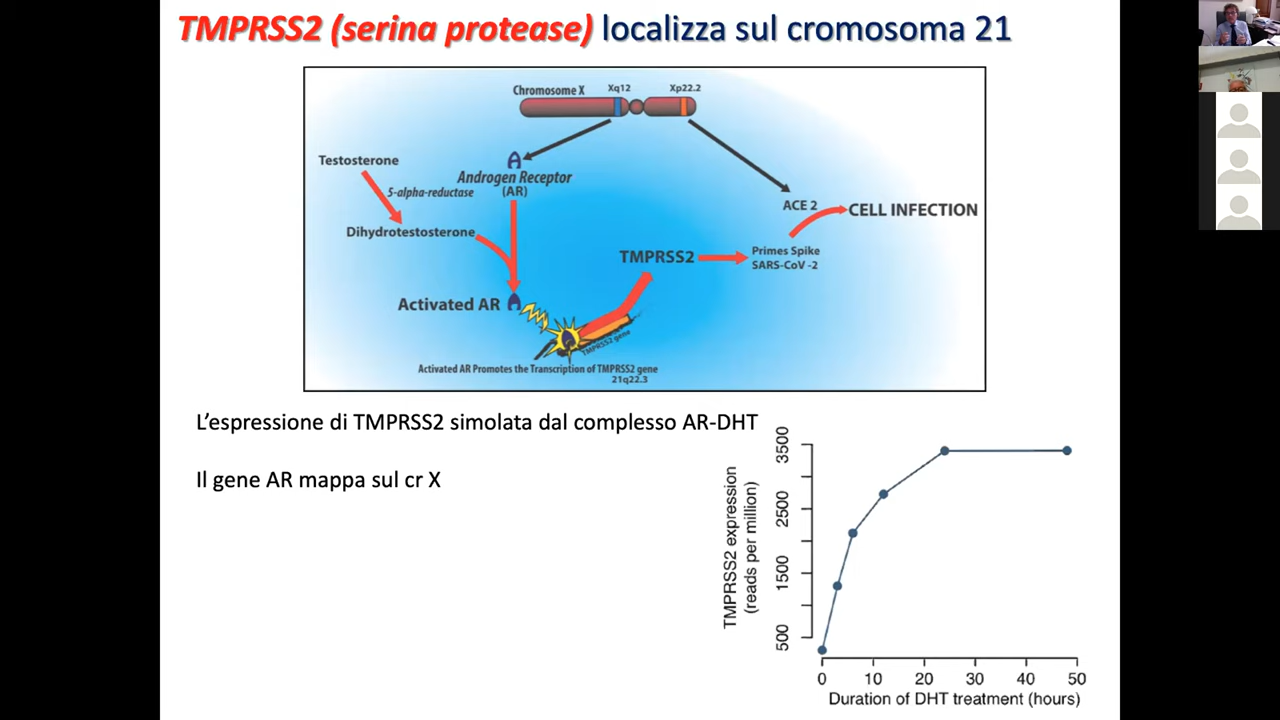 TMPRSS2 (serina protease) localizza sul cromosoma 21
Chromosome X
Xq12
Xp22.2
Testosterone
5-alpha-reductase
Androgen Receptor
(AR)
ACE 2
CELL INFECTION
Dihydrotestosterone
TMPRSS2
Primes Spike
SARS-CoV -2
Activated AR
TMPRSS2 gene
Activated AR Promotes the Transcription of TMPRSS2 gene
21q22.3
L'espressione di TMPRSS2 simolata dal complesso AR-DHT
Il gene AR mappa sul cr X
TMPRSS2 expression
(reads per million)
3500
2500
1500
500
0 10 20 30 40 50
Duration of DHT treatment (hours)